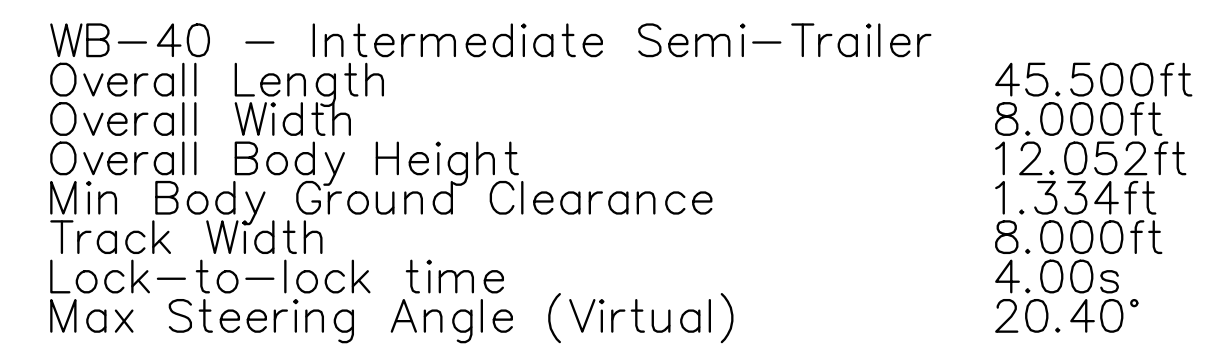 WB-40 - Intermediate Semi-Trailer
Overall Length 45.500ft
Overall Width 8.000ft
Overall Body Height 12.052ft
Min Body Ground Clearance 1.334ft
Track Width 8.000ft
Lock-to-lock time 4.00s
Max Steering Angle (Virtual) 20.40°